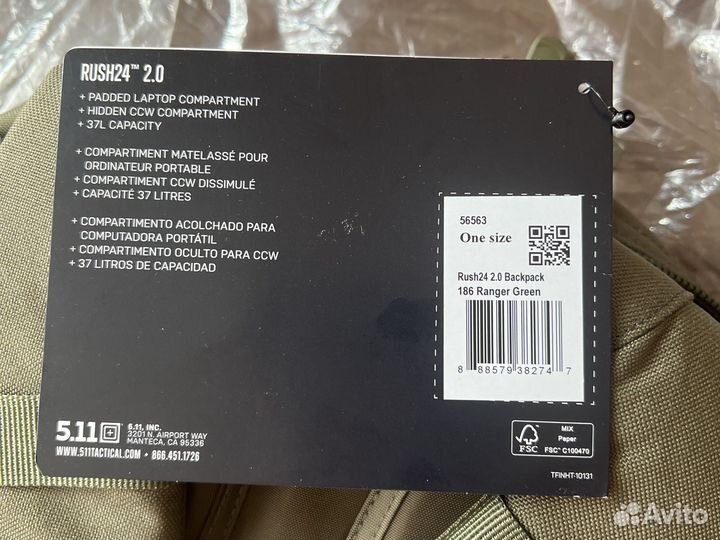 RUSH24™ 2.0
+ PADDED LAPTOP COMPARTMENT
+ HIDDEN CCW COMPARTMENT
+ 37L CAPACITY
+ COMPARTIMENT MATELASSÉ POUR
ORDINATEUR PORTABLE
+ COMPARTIMENT CCW DISSIMULÉ
+ CAPACITÉ 37 LITRES
+ COMPARTIMENTO ACOLCHADO PARA
COMPUTADORA PORTÁTIL
+ COMPARTIMENTO OCULTO PARA CCW
+ 37 LITROS DE CAPACIDAD
56563
One size
Rush24 2.0 Backpack
186 Ranger Green
8 88579 38274 7
5.11
5.11, INC.
3201 N. AIRPORT WAY
MANTECA, CA 95336
WWW.511TACTICAL.COM • 866.451.1726
FSC
MIX
Paper
FSC™ C100470
TFINHT-10131
Avito